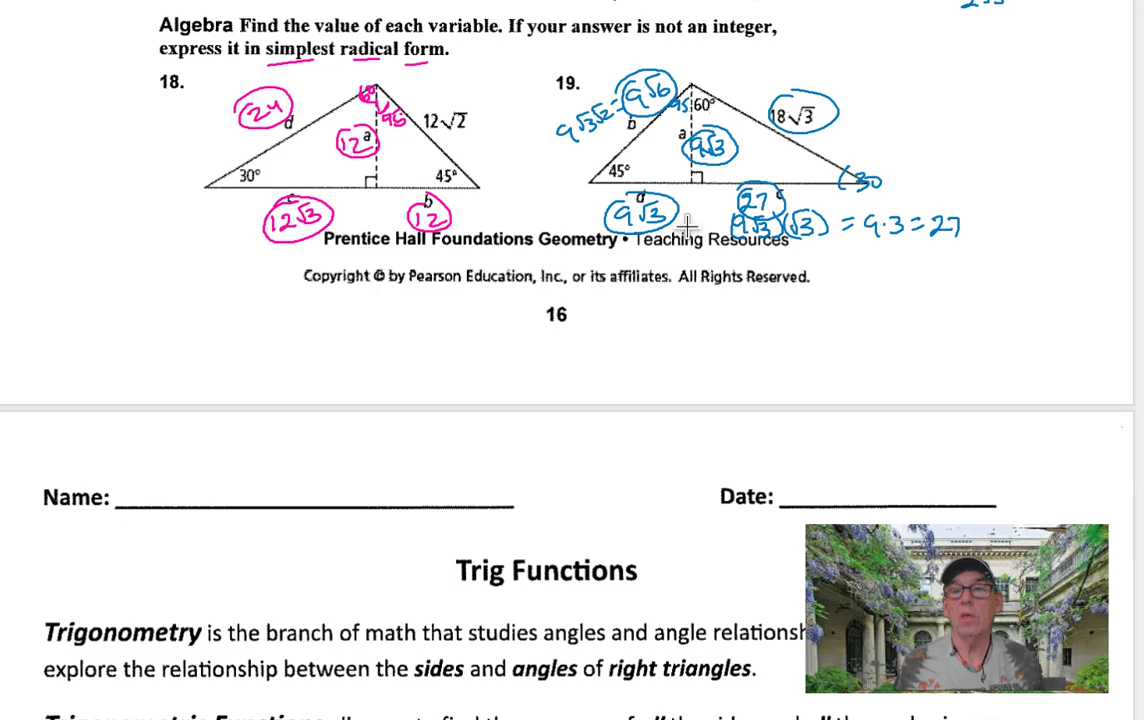 Algebra Find the value of each variable. If your answer is not an integer,
express it in simplest radical form.
18.
24
d
60
45
12√2
12
a
30°
45°
c
12√3
b
12
19.
9√3√2 = 9√6
b
45
60°
18√3
a
9√3
45°
30
d
9√3
27
c
(9√3)(√3) = 9·3 = 27
Prentice Hall Foundations Geometry • Teaching Resources
Copyright © by Pearson Education, Inc., or its affiliates. All Rights Reserved.
16
Name: Date:
Trig Functions
Trigonometry is the branch of math that studies angles and angle
explore the relationship between the sides and angles of right triangles.